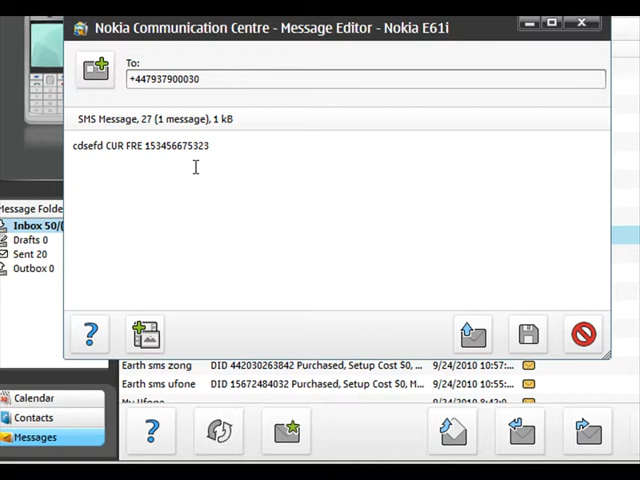 Nokia Communication Centre - Message Editor - Nokia E61i
To:
+447937900030
SMS Message, 27 (1 message), 1 kB
cdsefd CUR FRE 153456675323
Message Folde
Inbox 50/(
Drafts 0
Sent 20
Outbox 0
Earth sms zong DID 442030263842 Purchased, Setup Cost $0, ... 9/24/2010 10:57:...
Earth sms ufone DID 15672484032 Purchased, Setup Cost $0, M... 9/24/2010 10:55:...
Calendar
Contacts
Messages